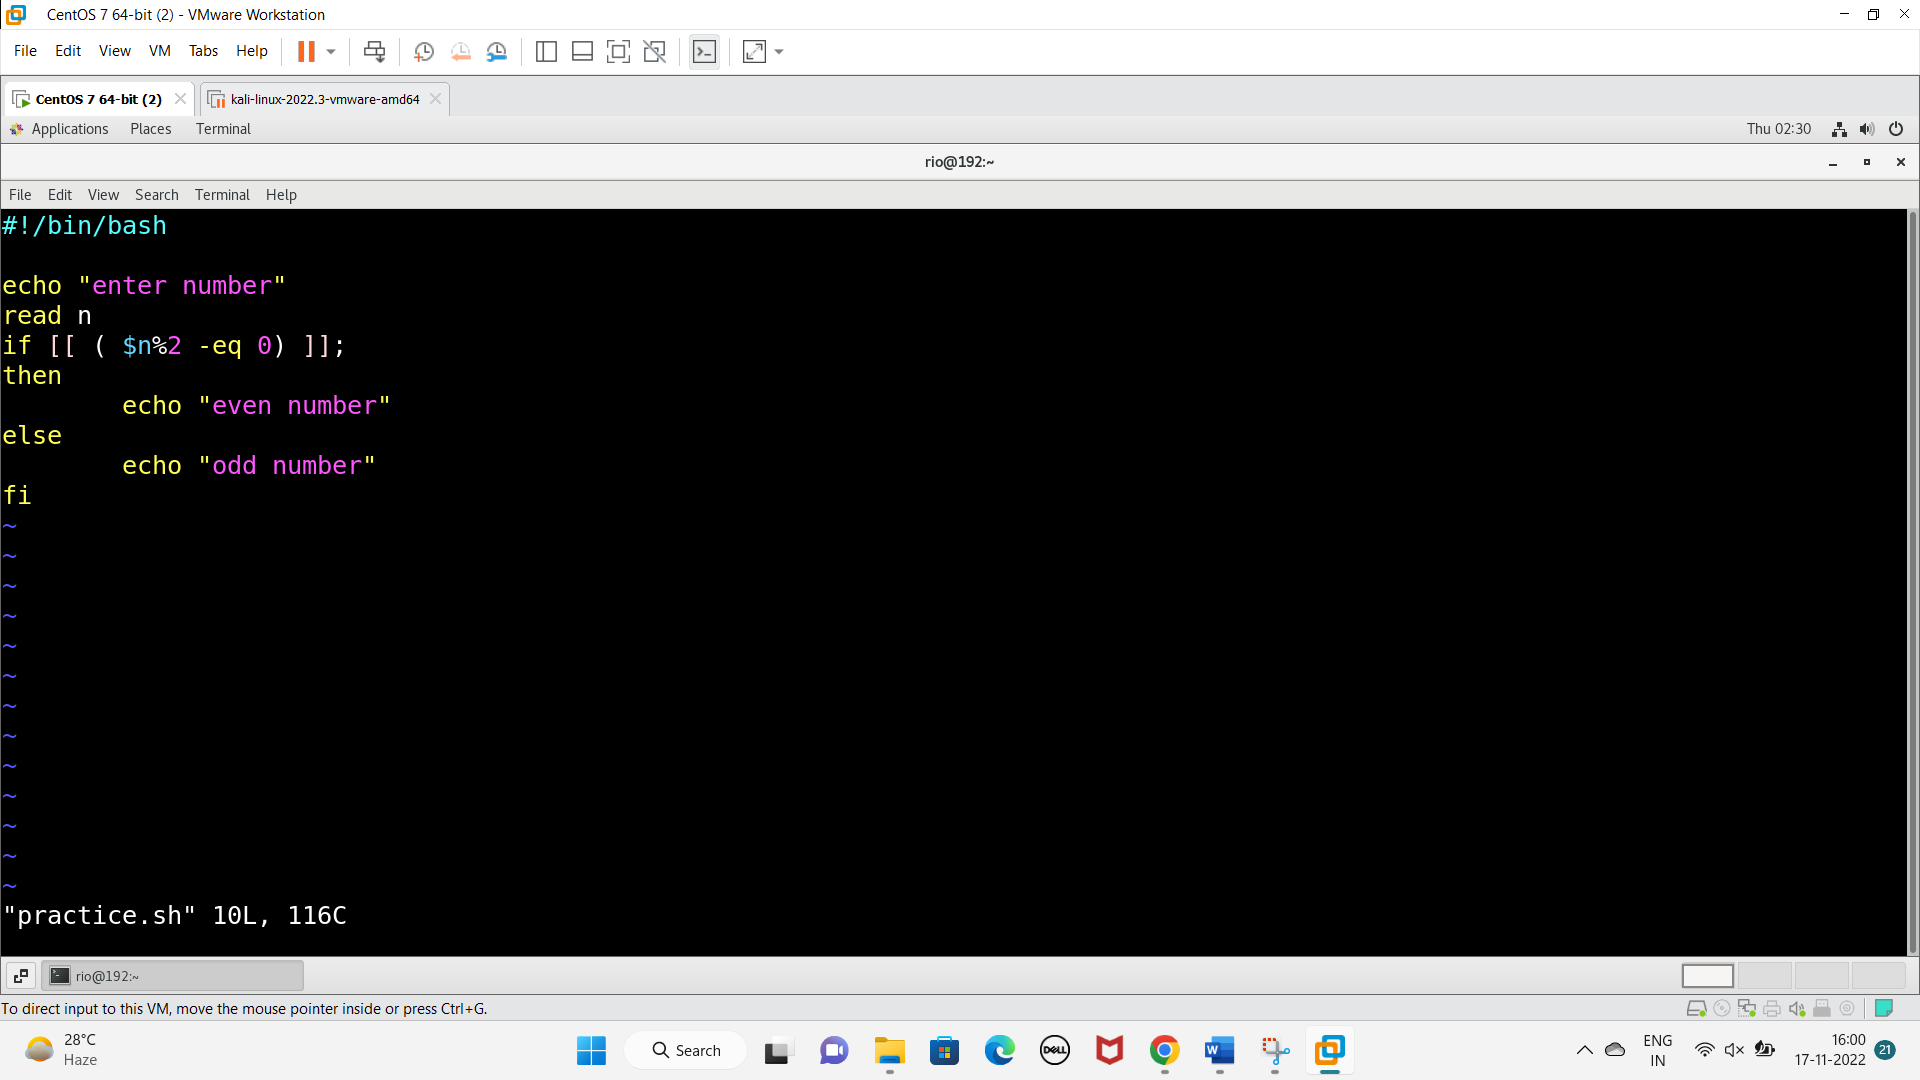 CentOS 7 64-bit (2) - VMware Workstation
File Edit View VM Tabs Help
CentOS 7 64-bit (2) kali-linux-2022.3-vmware-amd64
Applications Places Terminal Thu 02:30
rio@192:~
File Edit View Search Terminal Help
#!/bin/bash
echo "enter number"
read n
if [[ ( $n%2 -eq 0) ]];
then
echo "even number"
else
echo "odd number"
fi
~
~
~
~
~
~
~
~
~
~
~
~
~
"practice.sh" 10L, 116C
rio@192:~
To direct input to this VM, move the mouse pointer inside or press Ctrl+G.
28°C
Haze
Search
DELL
ENG
IN
16:00
17-11-2022
21